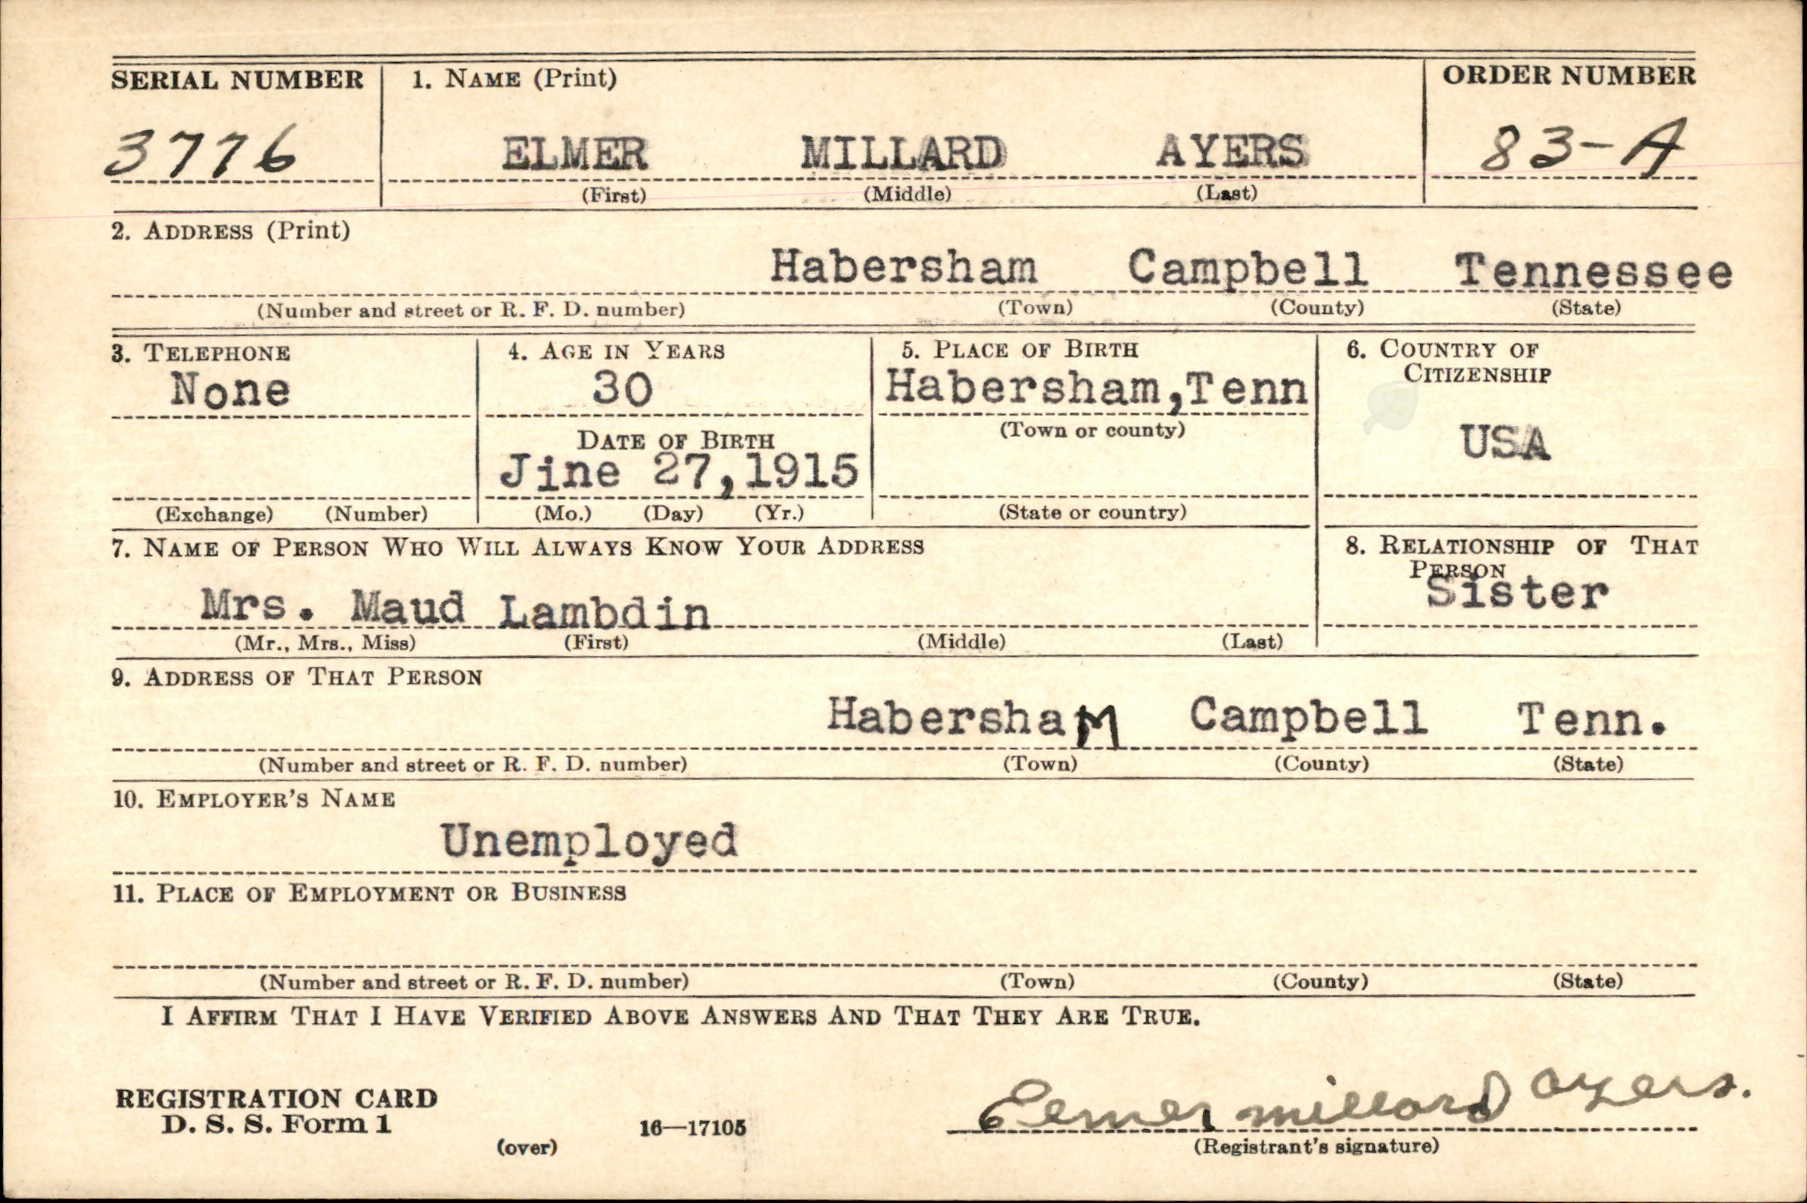 SERIAL NUMBER 1. NAME (Print) ORDER NUMBER
3776 ELMER MILLARD AYERS 83-A
(First) (Middle) (Last)
2. ADDRESS (Print)
Habersham Campbell Tennessee
(Number and street or R. F. D. number) (Town) (County) (State)
3. TELEPHONE 4. AGE IN YEARS 5. PLACE OF BIRTH 6. COUNTRY OF CITIZENSHIP
None 30 Habersham,Tenn
DATE OF BIRTH (Town or county) USA
Jine 27,1915
(Exchange) (Number) (Mo.) (Day) (Yr.) (State or country)
7. NAME OF PERSON WHO WILL ALWAYS KNOW YOUR ADDRESS 8. RELATIONSHIP OF THAT PERSON
Mrs. Maud Lambdin Sister
(Mr., Mrs., Miss) (First) (Middle) (Last)
9. ADDRESS OF THAT PERSON
HabershaM Campbell Tenn.
(Number and street or R. F. D. number) (Town) (County) (State)
10. EMPLOYER'S NAME
Unemployed
11. PLACE OF EMPLOYMENT OR BUSINESS
(Number and street or R. F. D. number) (Town) (County) (State)
I AFFIRM THAT I HAVE VERIFIED ABOVE ANSWERS AND THAT THEY ARE TRUE.
REGISTRATION CARD
D. S. S. Form 1 Elmer millard ayers.
(over) 16—17105 (Registrant's signature)